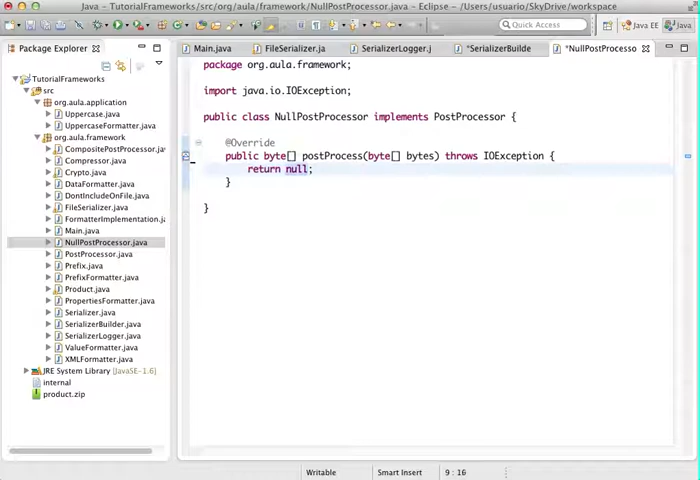 Java - TutorialFrameworks/src/org/aula/framework/NullPostProcessor.java - Eclipse - /Users/usuario/SkyDrive/workspace
Quick Access
Java EE
Java
Package Explorer
Main.java
FileSerializer.ja
SerializerLogger.j
*SerializerBuilde
*NullPostProcesso
TutorialFrameworks
src
org.aula.application
Uppercase.java
UppercaseFormatter.java
org.aula.framework
CompositePostProcessor.java
Compressor.java
Crypto.java
DataFormatter.java
DontIncludeOnFile.java
FileSerializer.java
FormatterImplementation.ja
Main.java
NullPostProcessor.java
PostProcessor.java
Prefix.java
PrefixFormatter.java
Product.java
PropertiesFormatter.java
Serializer.java
SerializerBuilder.java
SerializerLogger.java
ValueFormatter.java
XMLFormatter.java
JRE System Library [JavaSE-1.6]
internal
product.zip
package org.aula.framework;
import java.io.IOException;
public class NullPostProcessor implements PostProcessor {
@Override
public byte[] postProcess(byte[] bytes) throws IOException {
return null;
}
}
Writable
Smart Insert
9 : 16